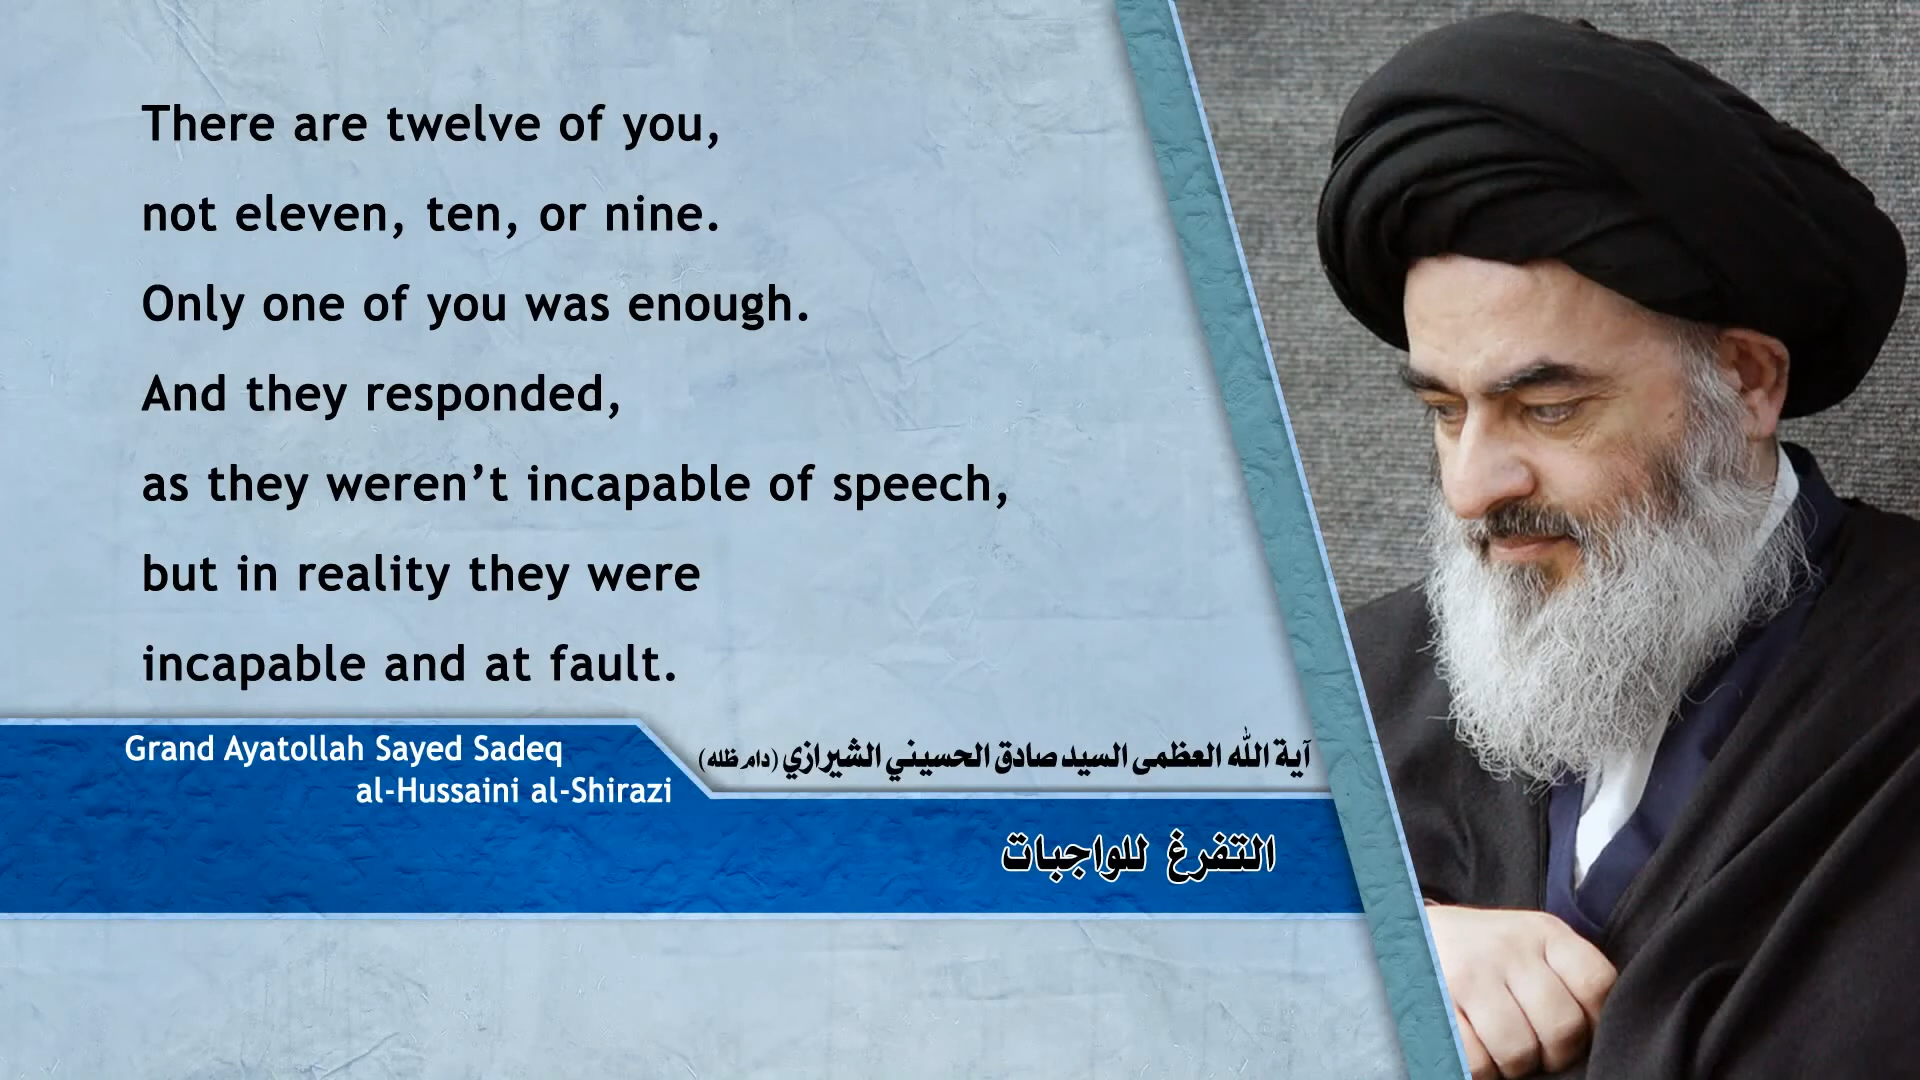 There are twelve of you,
not eleven, ten, or nine.
Only one of you was enough.
And they responded,
as they weren’t incapable of speech,
but in reality they were
incapable and at fault.
Grand Ayatollah Sayed Sadeq
al-Hussaini al-Shirazi
آية الله العظمى السيد صادق الحسيني الشيرازي (دام ظله)
التفرغ للواجبات